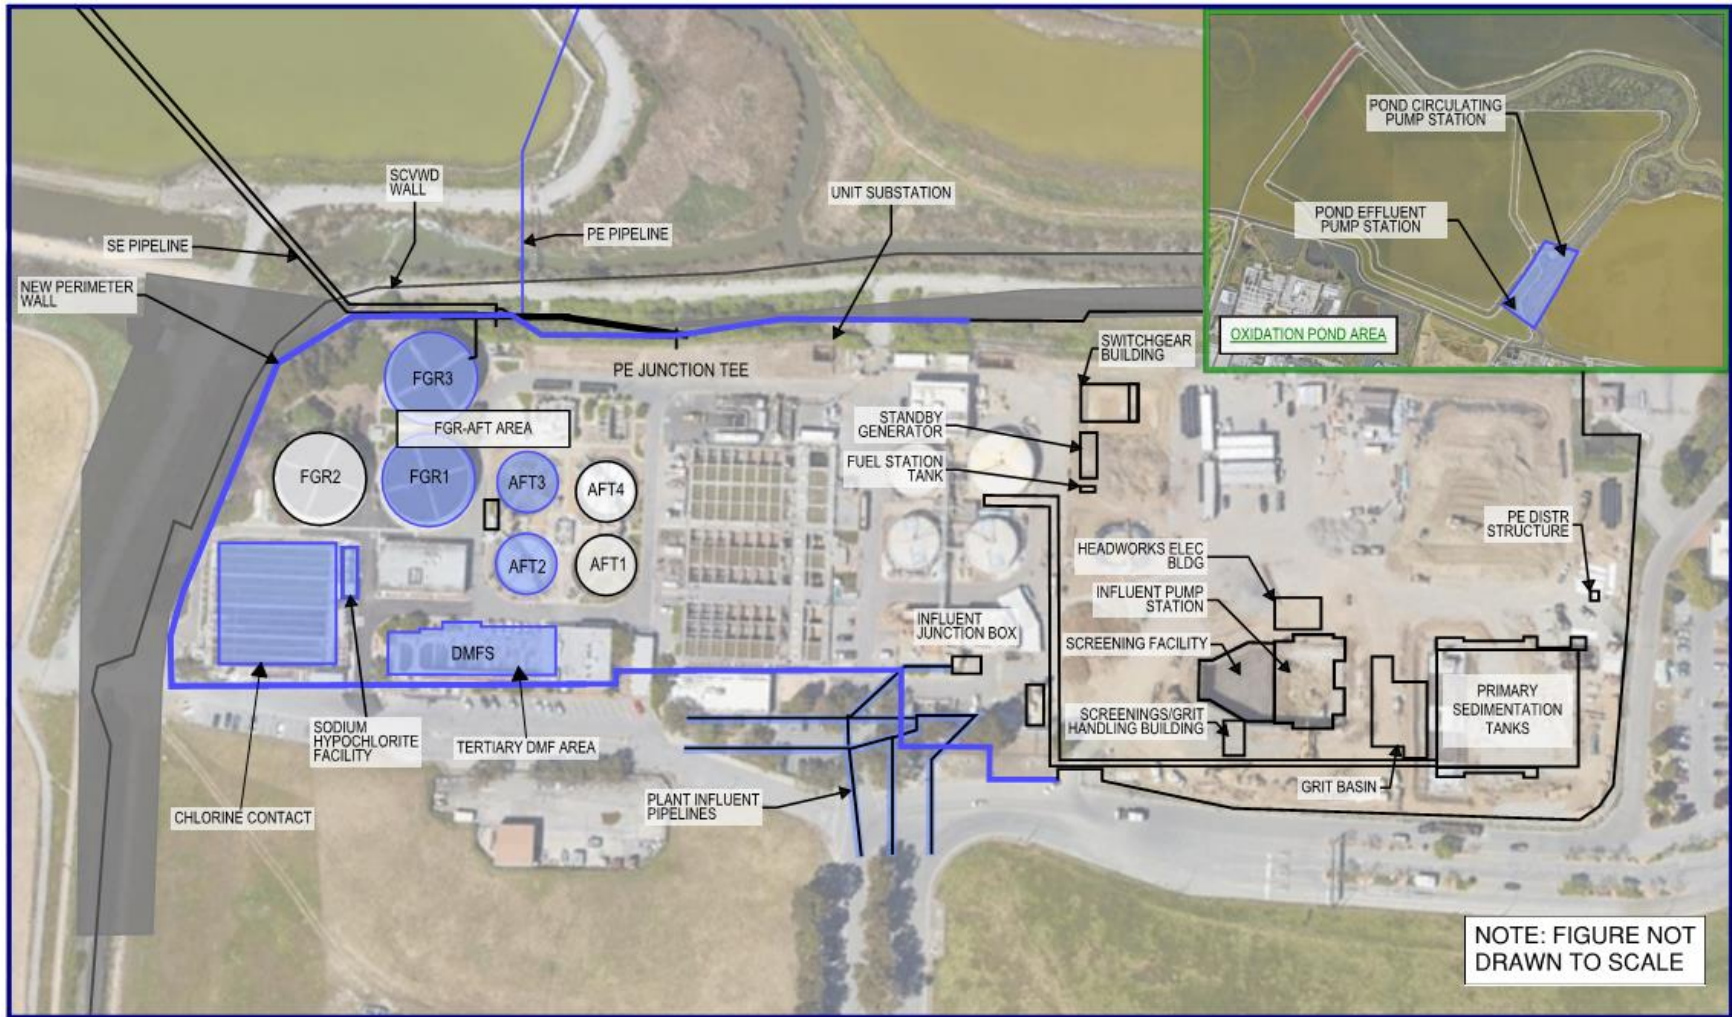 POND CIRCULATING
PUMP STATION
POND EFFLUENT
PUMP STATION
OXIDATION POND AREA
SCVWD
WALL
UNIT SUBSTATION
PE PIPELINE
SE PIPELINE
NEW PERIMETER
WALL
SWITCHGEAR
BUILDING
PE JUNCTION TEE
FGR3
FGR-AFT AREA
STANDBY
GENERATOR
FUEL STATION
TANK
FGR2
FGR1
AFT3
AFT4
PE DISTR
STRUCTURE
HEADWORKS ELEC
BLDG
AFT2
AFT1
INFLUENT PUMP
STATION
INFLUENT
JUNCTION BOX
SCREENING FACILITY
DMFS
PRIMARY
SEDIMENTATION
TANKS
SCREENINGS/GRIT
HANDLING BUILDING
SODIUM
HYPOCHLORITE
FACILITY
TERTIARY DMF AREA
GRIT BASIN
PLANT INFLUENT
PIPELINES
CHLORINE CONTACT
NOTE: FIGURE NOT
DRAWN TO SCALE